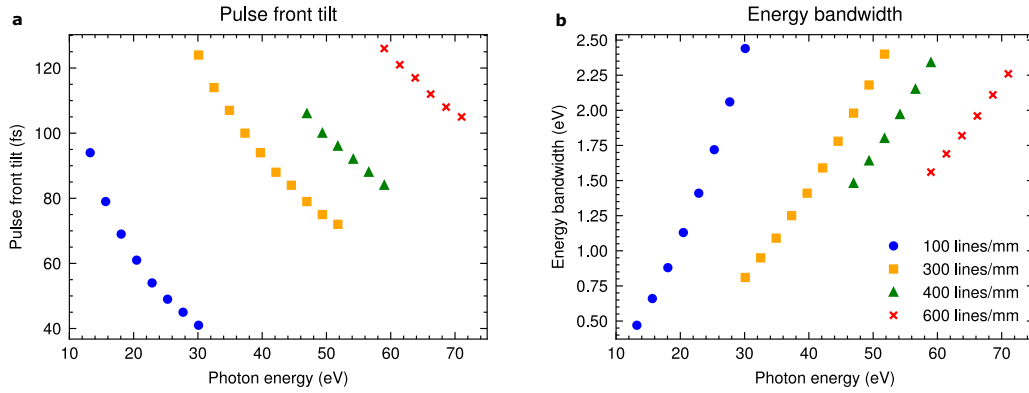 a
Pulse front tilt
Pulse front tilt (fs)
120
100
80
60
40
10 20 30 40 50 60 70
Photon energy (eV)
b
Energy bandwidth
Energy bandwidth (eV)
2.50
2.25
2.00
1.75
1.50
1.25
1.00
0.75
0.50
10 20 30 40 50 60 70
Photon energy (eV)
100 lines/mm
300 lines/mm
400 lines/mm
600 lines/mm